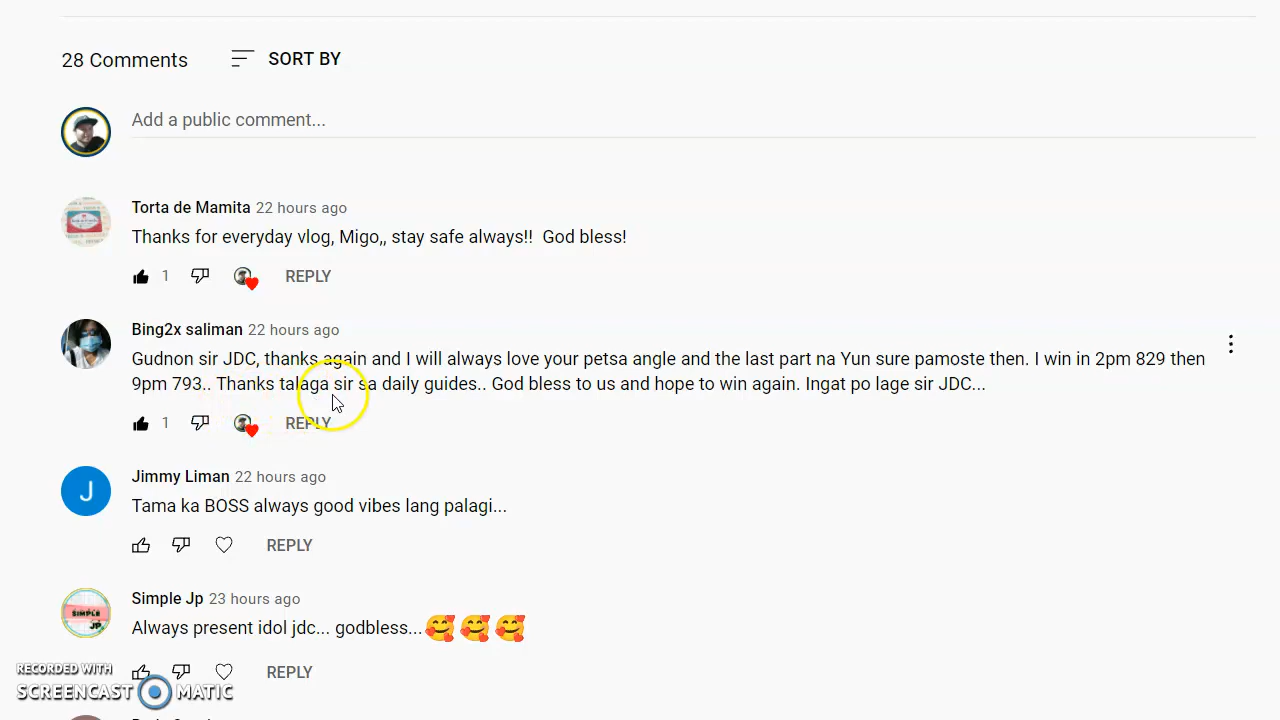 28 Comments
SORT BY
Add a public comment...
Torta de Mamita 22 hours ago
Thanks for everyday vlog, Migo,, stay safe always!!  God bless!
1
REPLY
Bing2x saliman 22 hours ago
Gudnon sir JDC, thanks again and I will always love your petsa angle and the last part na Yun sure pamoste then. I win in 2pm 829 then
9pm 793.. Thanks talaga sir sa daily guides.. God bless to us and hope to win again. Ingat po lage sir JDC...
1
REPLY
J
Jimmy Liman 22 hours ago
Tama ka BOSS always good vibes lang palagi...
REPLY
SIMPLE
JP
Simple Jp 23 hours ago
Always present idol jdc... godbless...🥰🥰🥰
REPLY
RECORDED WITH
SCREENCAST MATIC